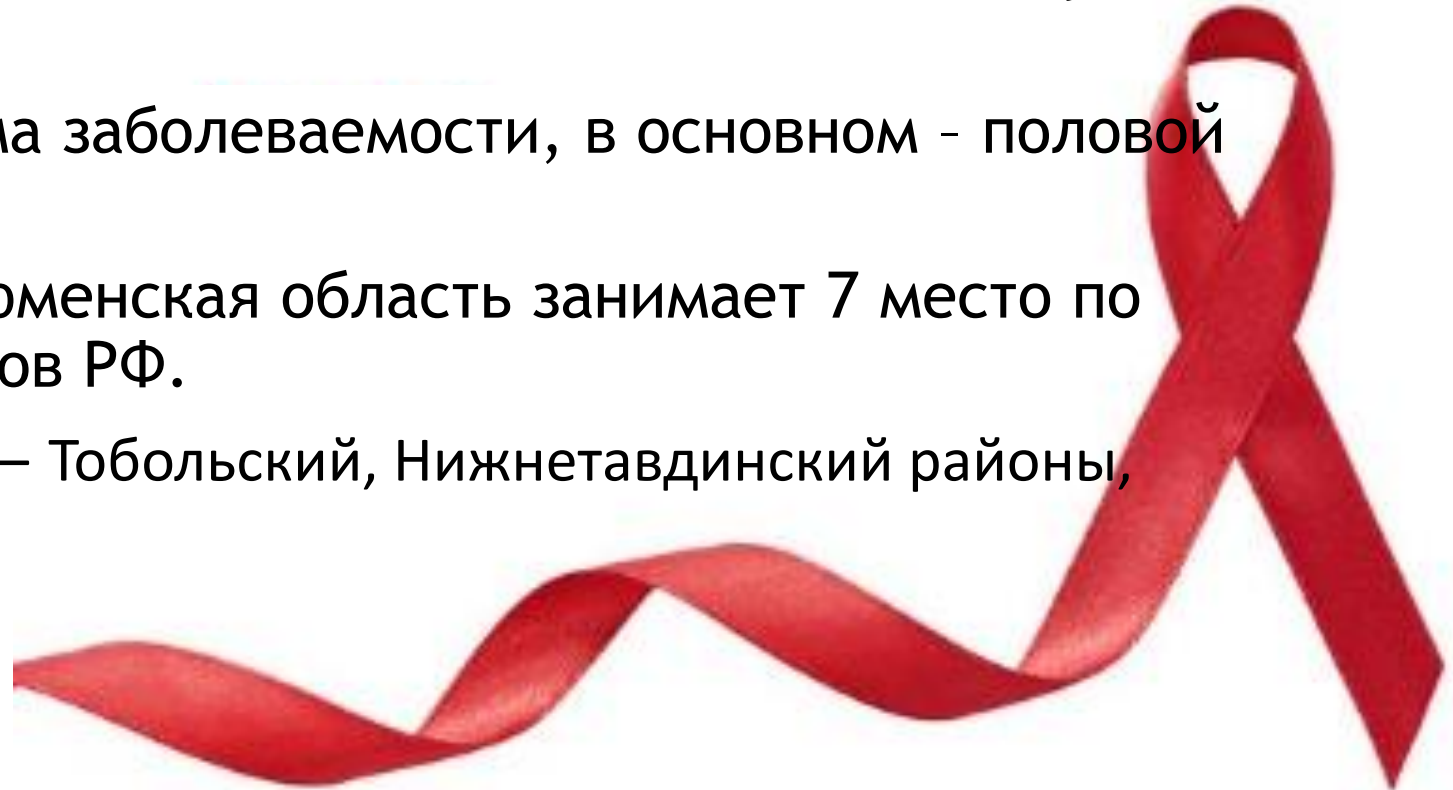 ма заболеваемости, в основном – половой
юменская область занимает 7 место по
ов РФ.
– Тобольский, Нижнетавдинский районы,